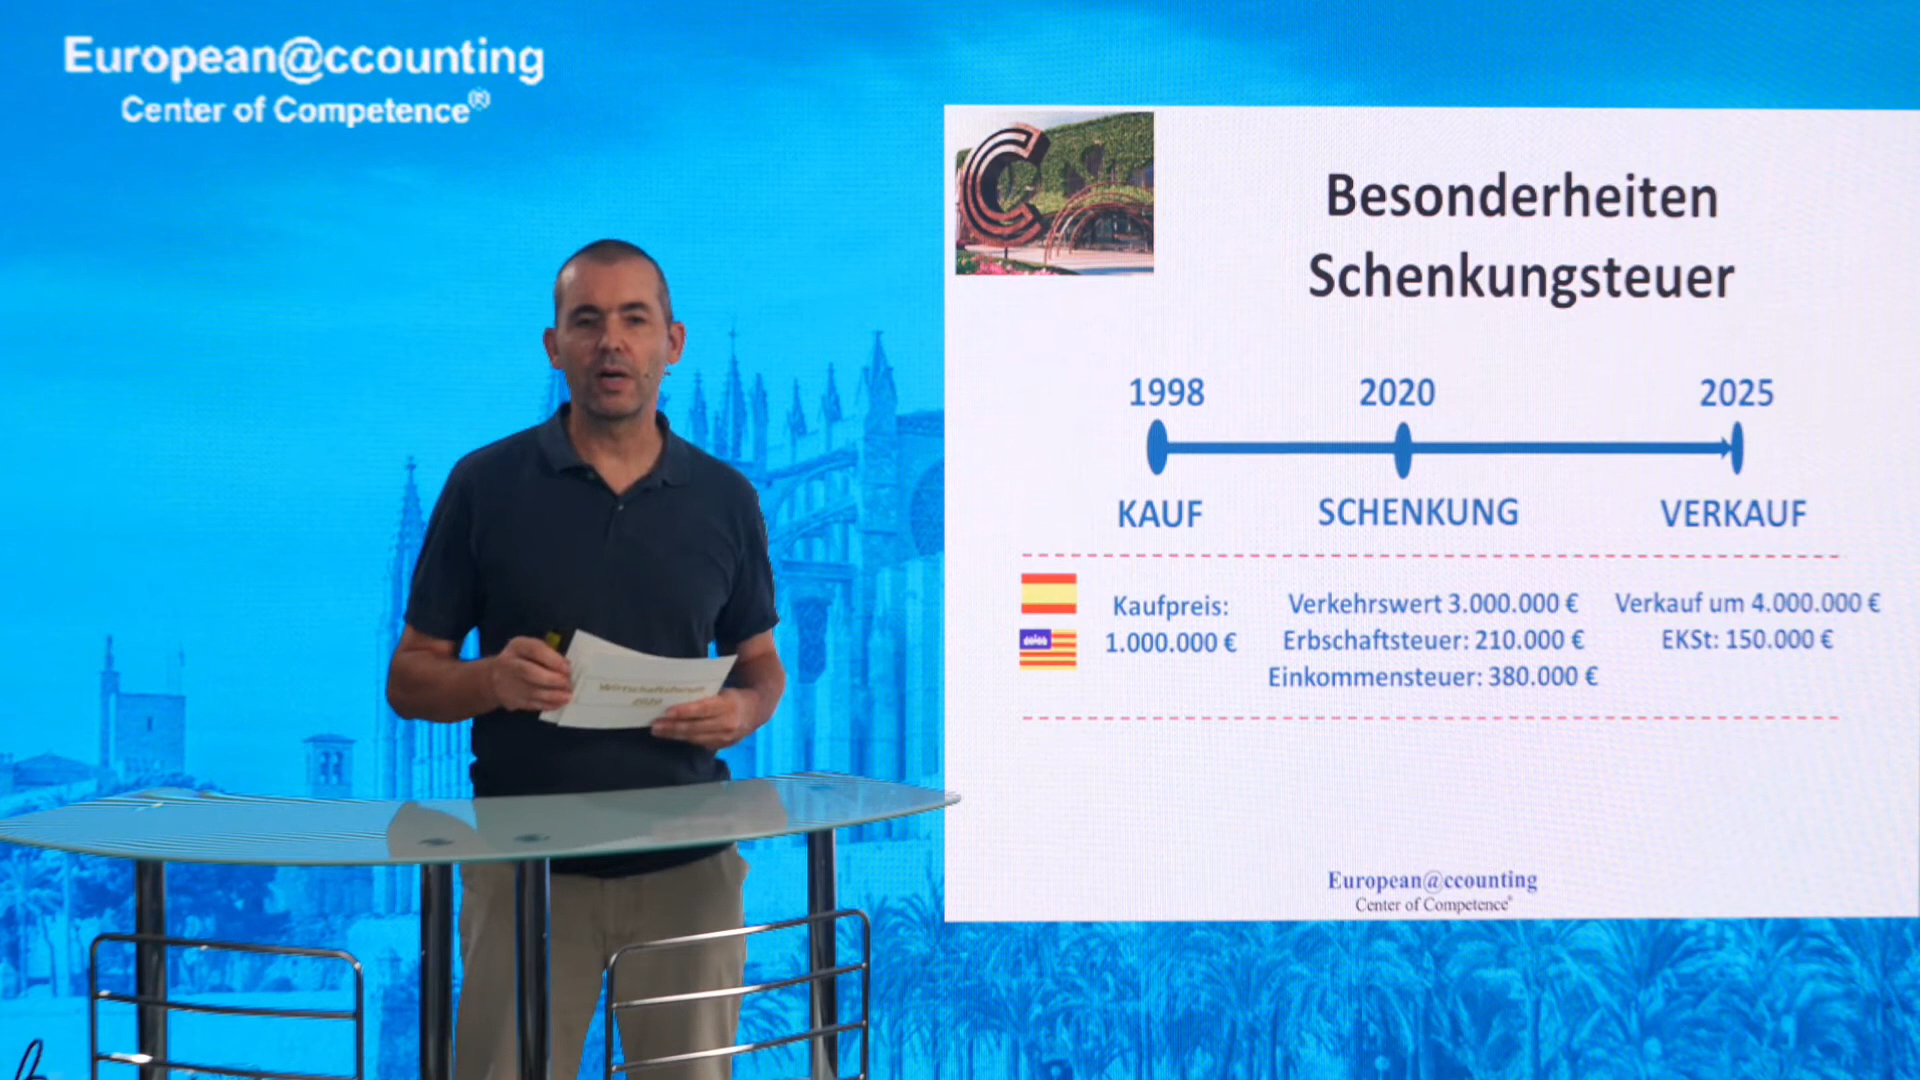 European@ccounting
Center of Competence®
Besonderheiten
Schenkungsteuer
1998
2020
2025
KAUF
SCHENKUNG
VERKAUF
Kaufpreis:
1.000.000 €
Verkehrswert 3.000.000 €
Erbschaftsteuer: 210.000 €
Einkommensteuer: 380.000 €
Verkauf um 4.000.000 €
EKSt: 150.000 €
Wirtschaftsforum
2020
European@ccounting
Center of Competence®